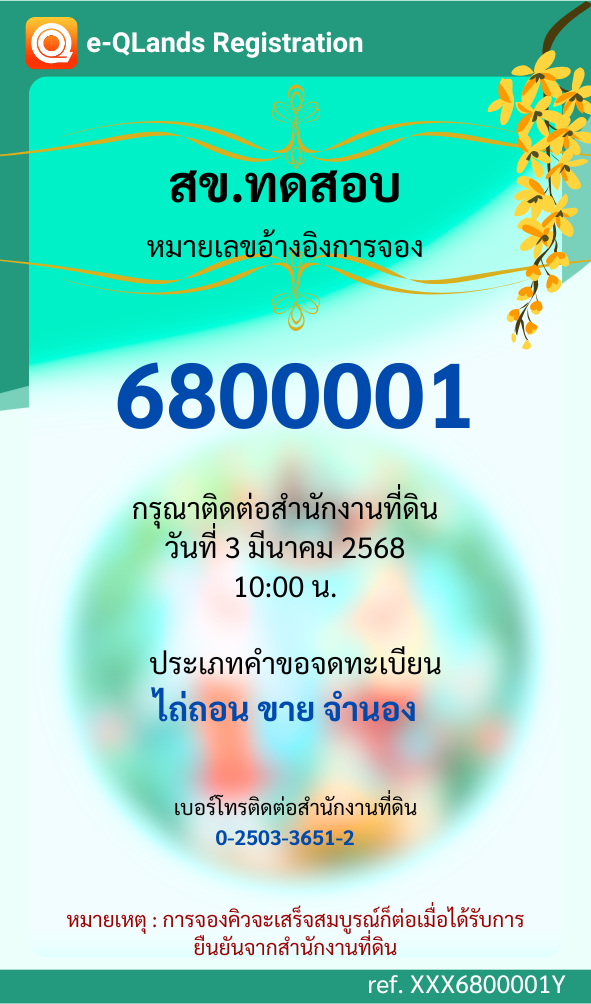 e-QLands Registration
สข.ทดสอบ
หมายเลขอ้างอิงการจอง
6800001
กรุณาติดต่อสำนักงานที่ดิน
วันที่ 3 มีนาคม 2568
10:00 น.
ประเภทคำขอจดทะเบียน
ไถ่ถอน ขาย จำนอง
เบอร์โทรติดต่อสำนักงานที่ดิน
0-2503-3651-2
หมายเหตุ : การจองคิวจะเสร็จสมบูรณ์ก็ต่อเมื่อได้รับการ
ยืนยันจากสำนักงานที่ดิน
ref. XXX6800001Y